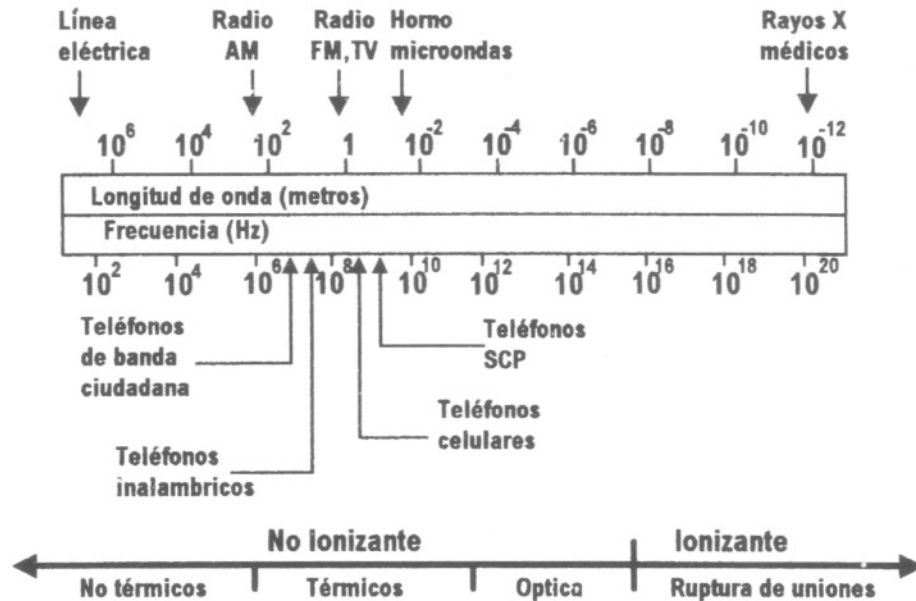 Línea Radio Radio Horno Rayos X
eléctrica AM FM,TV microondas médicos
10^6 10^4 10^2 1 10^-2 10^-4 10^-6 10^-8 10^-10 10^-12
Longitud de onda (metros)
Frecuencia (Hz)
10^2 10^4 10^6 10^8 10^10 10^12 10^14 10^16 10^18 10^20
Teléfonos
de banda
ciudadana
Teléfonos
SCP
Teléfonos
celulares
Teléfonos
inalambricos
No Ionizante Ionizante
No térmicos Térmicos Optica Ruptura de uniones